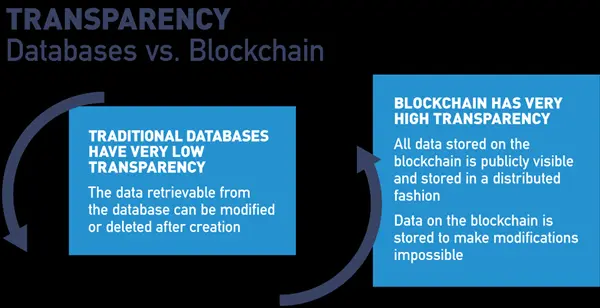 TRANSPARENCY
Databases vs. Blockchain
TRADITIONAL DATABASES
HAVE VERY LOW
TRANSPARENCY
The data retrievable from
the database can be modified
or deleted after creation
BLOCKCHAIN HAS VERY
HIGH TRANSPARENCY
All data stored on the
blockchain is publicly visible
and stored in a distributed
fashion
Data on the blockchain is
stored to make modifications
impossible